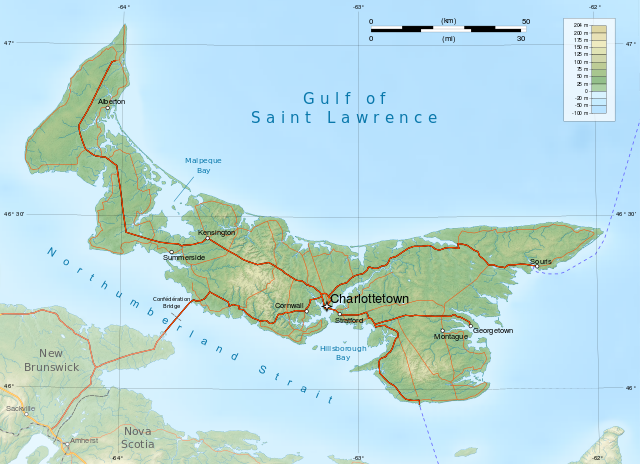 -64°
-63°
-62°
0 (km) 50
0 (mi) 30
204 m
200 m
175 m
150 m
125 m
100 m
75 m
50 m
25 m
0
-20 m
-50 m
-100 m
47°
47°
Alberton
Gulf of
Saint Lawrence
Malpeque
Bay
46° 30'
46° 30'
Kensington
Summerside
Souris
Northumberland Strait
Confederation
Bridge
Cornwall
Charlottetown
Stratford
Georgetown
Montague
Hillsborough
Bay
New
Brunswick
46°
46°
Sackville
Amherst
Nova
Scotia
-64°
-63°
-62°